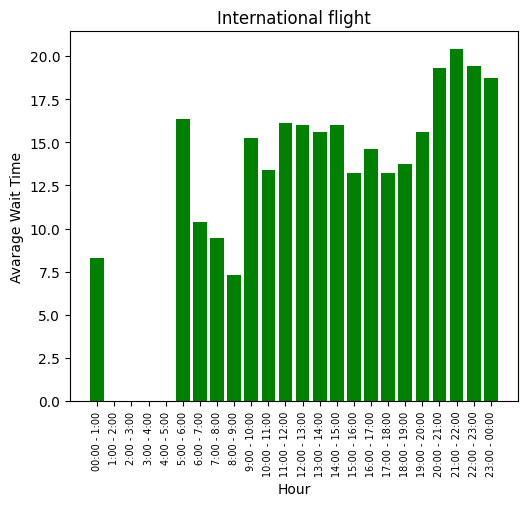 International flight
Avarage Wait Time
20.0
17.5
15.0
12.5
10.0
7.5
5.0
2.5
0.0
00:00 - 1:00
1:00 - 2:00
2:00 - 3:00
3:00 - 4:00
4:00 - 5:00
5:00 - 6:00
6:00 - 7:00
7:00 - 8:00
8:00 - 9:00
9:00 - 10:00
10:00 - 11:00
11:00 - 12:00
12:00 - 13:00
13:00 - 14:00
14:00 - 15:00
15:00 - 16:00
16:00 - 17:00
17:00 - 18:00
18:00 - 19:00
19:00 - 20:00
20:00 - 21:00
21:00 - 22:00
22:00 - 23:00
23:00 - 00:00
Hour